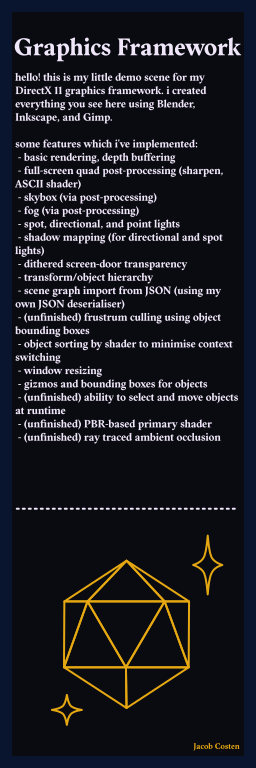 Graphics Framework
hello! this is my little demo scene for my
DirectX 11 graphics framework. i created
everything you see here using Blender,
Inkscape, and Gimp.
some features which i've implemented:
- basic rendering, depth buffering
- full-screen quad post-processing (sharpen,
ASCII shader)
- skybox (via post-processing)
- fog (via post-processing)
- spot, directional, and point lights
- shadow mapping (for directional and spot
lights)
- dithered screen-door transparency
- transform/object hierarchy
- scene graph import from JSON (using my
own JSON deserialiser)
- (unfinished) frustrum culling using object
bounding boxes
- object sorting by shader to minimise context
switching
- window resizing
- gizmos and bounding boxes for objects
- (unfinished) ability to select and move objects
at runtime
- (unfinished) PBR-based primary shader
- (unfinished) ray traced ambient occlusion
Jacob Costen